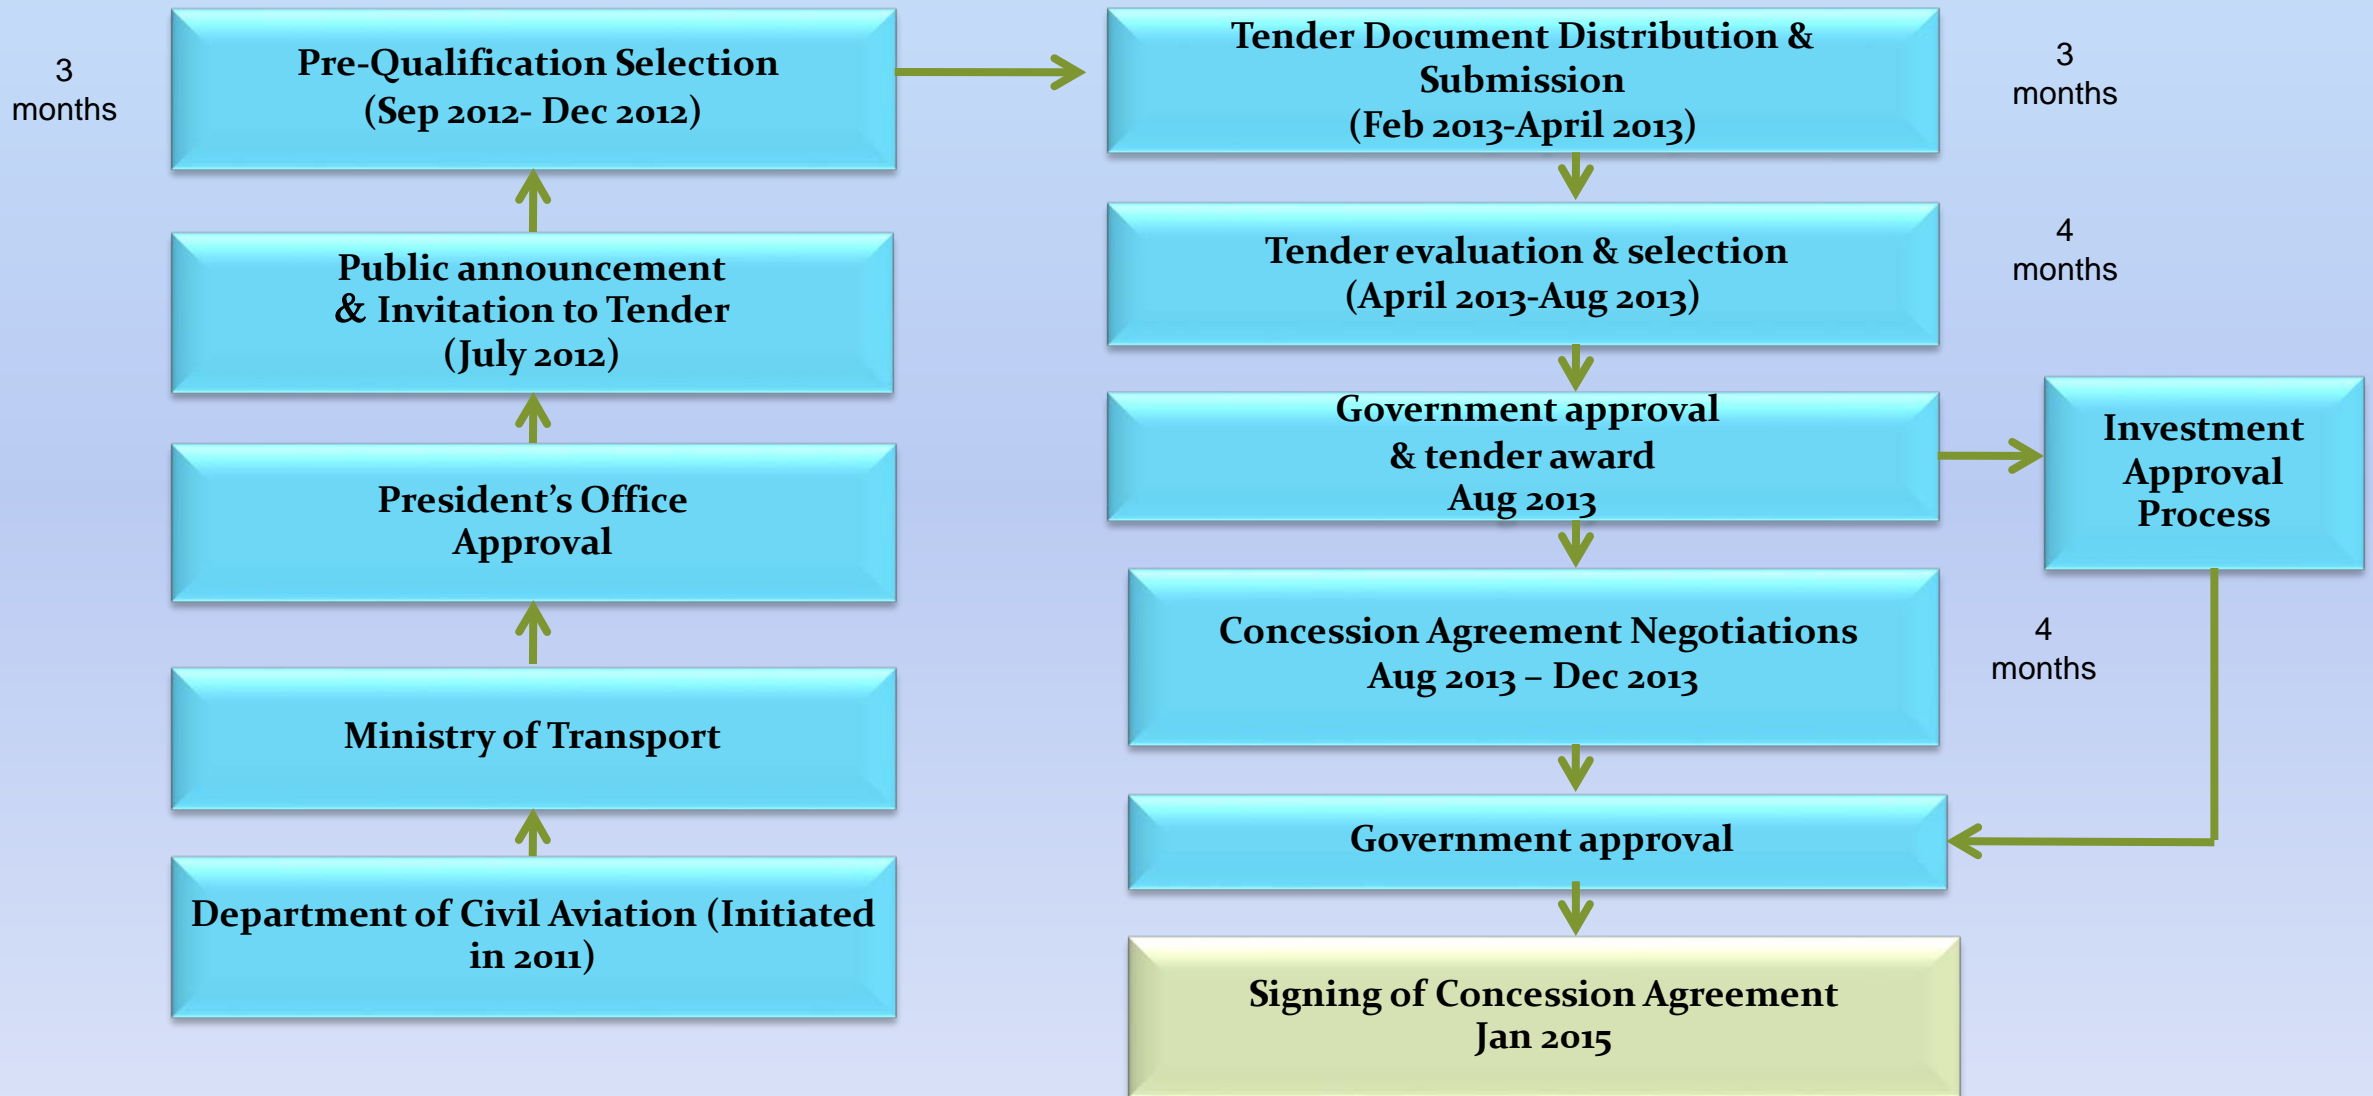 3
months
Pre-Qualification Selection
(Sep 2012- Dec 2012)
Public announcement
& Invitation to Tender
(July 2012)
President’s Office
Approval
Ministry of Transport
Department of Civil Aviation (Initiated
in 2011)
Tender Document Distribution &
Submission
(Feb 2013-April 2013)
3
months
Tender evaluation & selection
(April 2013-Aug 2013)
4
months
Government approval
& tender award
Aug 2013
Investment
Approval
Process
Concession Agreement Negotiations
Aug 2013 – Dec 2013
4
months
Government approval
Signing of Concession Agreement
Jan 2015